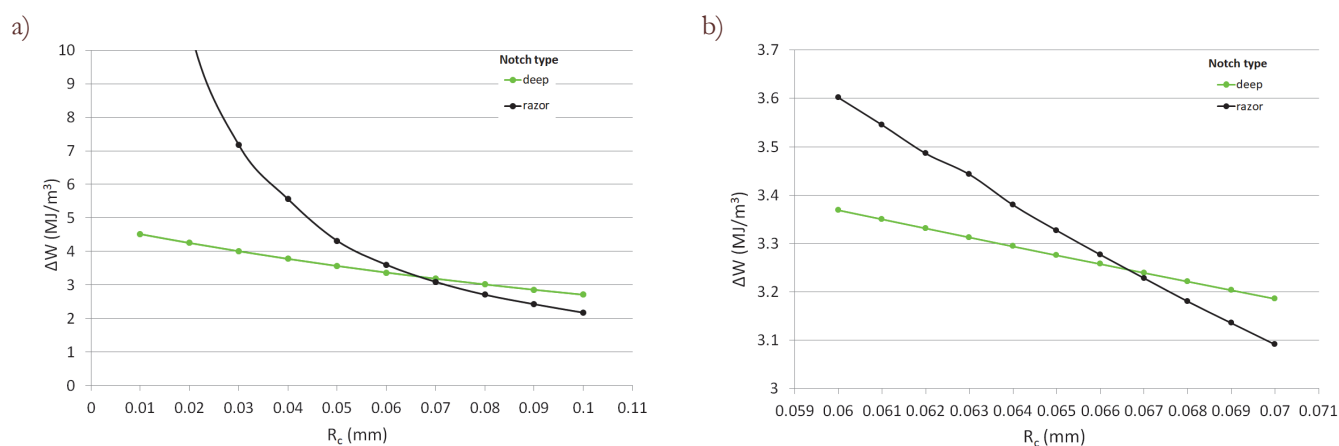 a)
10
9
8
7
6
5
4
3
2
1
0
ΔW (MJ/m³)
0 0.01 0.02 0.03 0.04 0.05 0.06 0.07 0.08 0.09 0.1 0.11
R_c (mm)
Notch type
deep
razor
b)
3.7
3.6
3.5
3.4
3.3
3.2
3.1
3
ΔW (MJ/m³)
0.059 0.06 0.061 0.062 0.063 0.064 0.065 0.066 0.067 0.068 0.069 0.07 0.071
R_c (mm)
Notch type
deep
razor